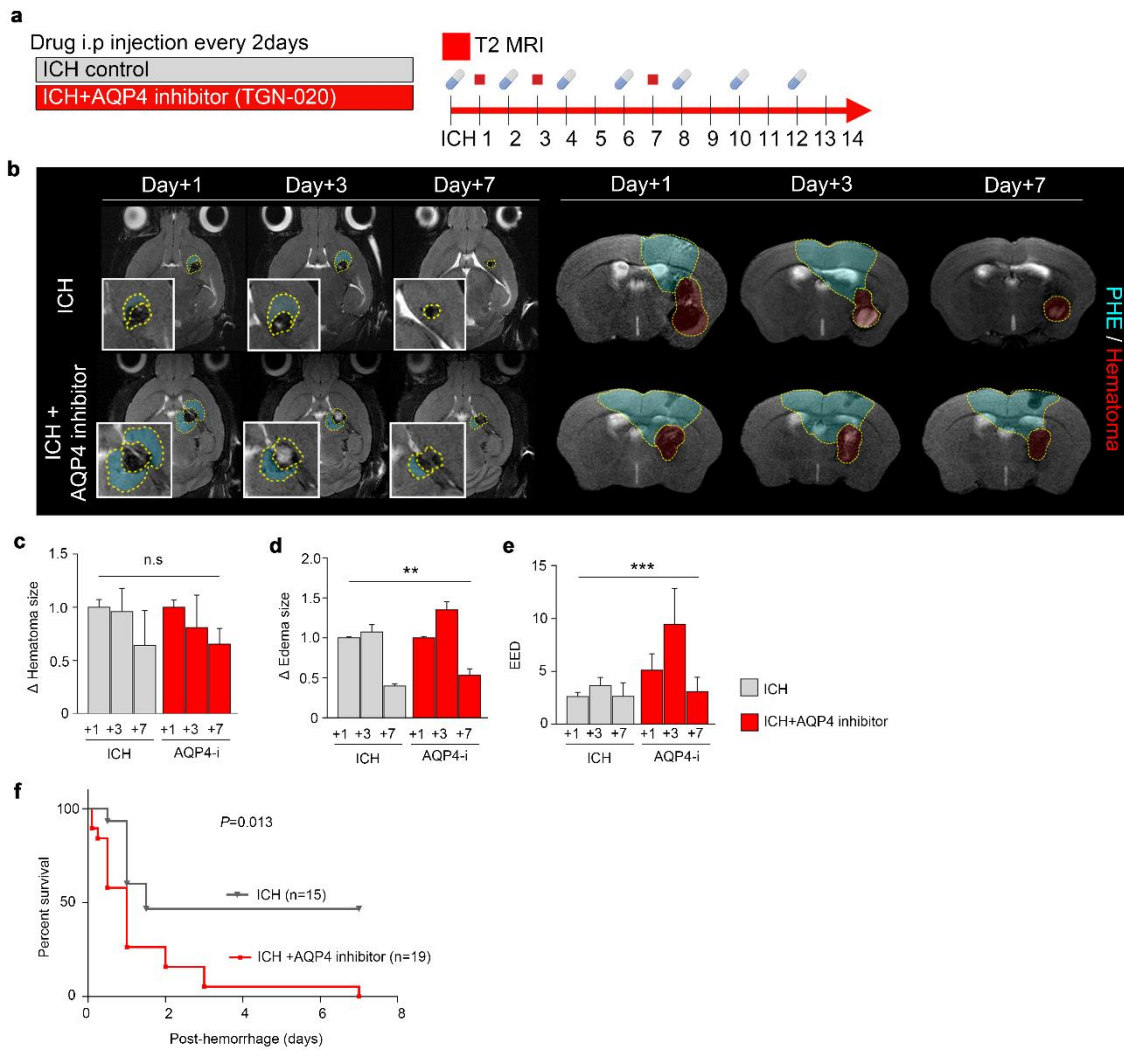 a
Drug i.p injection every 2days
ICH control
ICH+AQP4 inhibitor (TGN-020)
T2 MRI
ICH 1 2 3 4 5 6 7 8 9 10 11 12 13 14
b
Day+1 Day+3 Day+7 Day+1 Day+3 Day+7
ICH
ICH +
AQP4 inhibitor
PHE / Hematoma
c
Δ Hematoma size
1.5
1.0
0.5
0
n.s
+1 +3 +7 +1 +3 +7
ICH AQP4-i
d
Δ Edema size
2.0
1.5
1.0
0.5
0
**
+1 +3 +7 +1 +3 +7
ICH AQP4-i
e
EED
15
10
5
0
***
+1 +3 +7 +1 +3 +7
ICH AQP4-i
ICH
ICH+AQP4 inhibitor
f
Percent survival
100
50
0
P=0.013
ICH (n=15)
ICH +AQP4 inhibitor (n=19)
0 2 4 6 8
Post-hemorrhage (days)